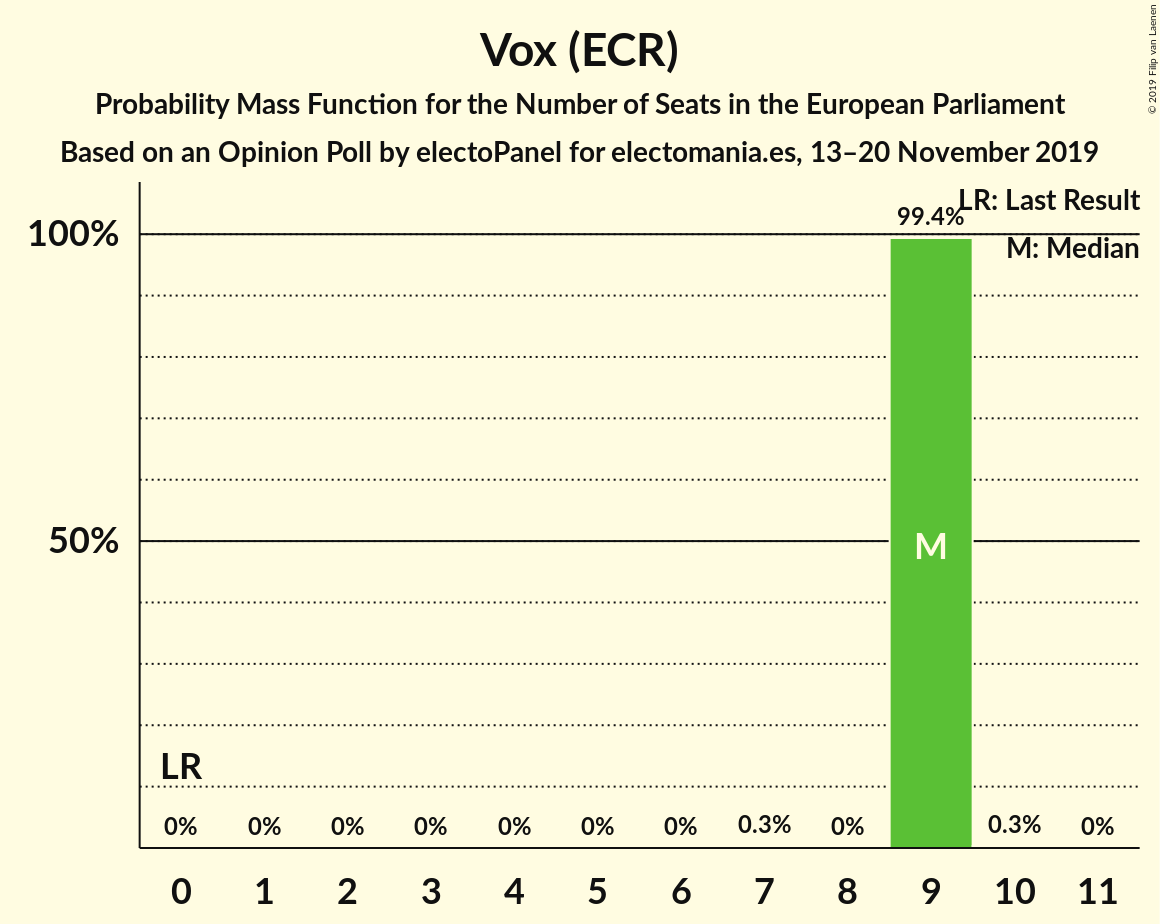 Vox (ECR)
Probability Mass Function for the Number of Seats in the European Parliament
Based on an Opinion Poll by electoPanel for electomania.es, 13–20 November 2019
© 2019 Filip van Laenen
LR: Last Result
M: Median
99.4%
100%
50%
M
LR
0% 0% 0% 0% 0% 0% 0% 0.3% 0% 0.3% 0%
0 1 2 3 4 5 6 7 8 9 10 11